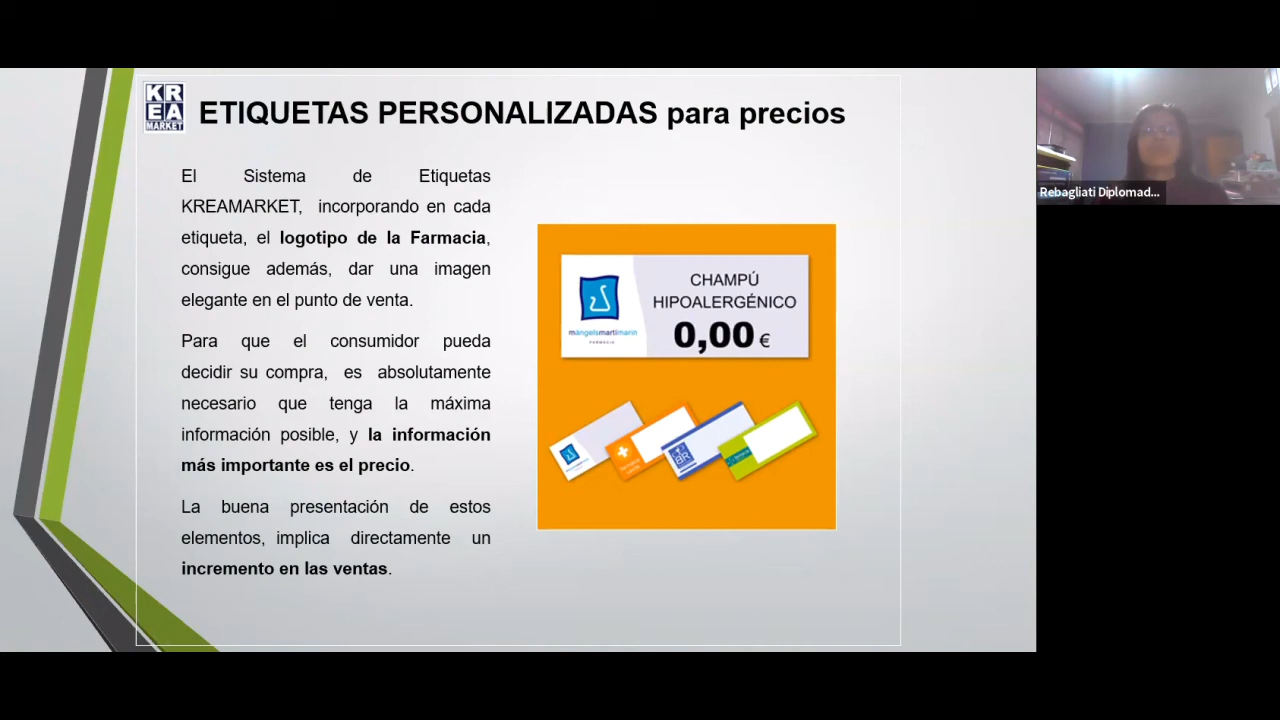 KR
EA
MARKET
ETIQUETAS PERSONALIZADAS para precios
El Sistema de Etiquetas
KREAMARKET, incorporando en cada
etiqueta, el logotipo de la Farmacia,
consigue además, dar una imagen
elegante en el punto de venta.
Para que el consumidor pueda
decidir su compra, es absolutamente
necesario que tenga la máxima
información posible, y la información
más importante es el precio.
La buena presentación de estos
elementos, implica directamente un
incremento en las ventas.
CHAMPÚ
HIPOALERGÉNICO
0,00 €
màngelsmartímarin
FARMACIA
BR
Rebagliati Diplomad...